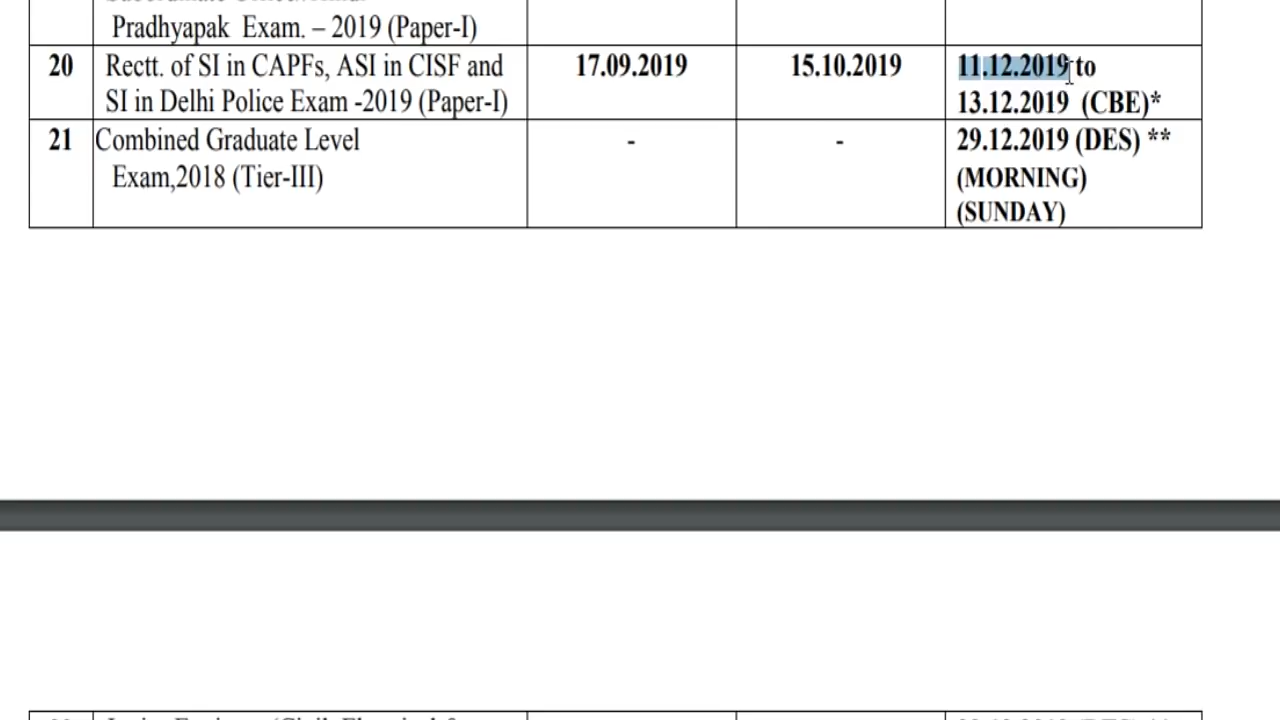 Pradhyapak Exam. – 2019 (Paper-I)
20 Rectt. of SI in CAPFs, ASI in CISF and 17.09.2019 15.10.2019 11.12.2019 to
SI in Delhi Police Exam -2019 (Paper-I) 13.12.2019 (CBE)*
21 Combined Graduate Level - - 29.12.2019 (DES) **
Exam,2018 (Tier-III) (MORNING)
(SUNDAY)